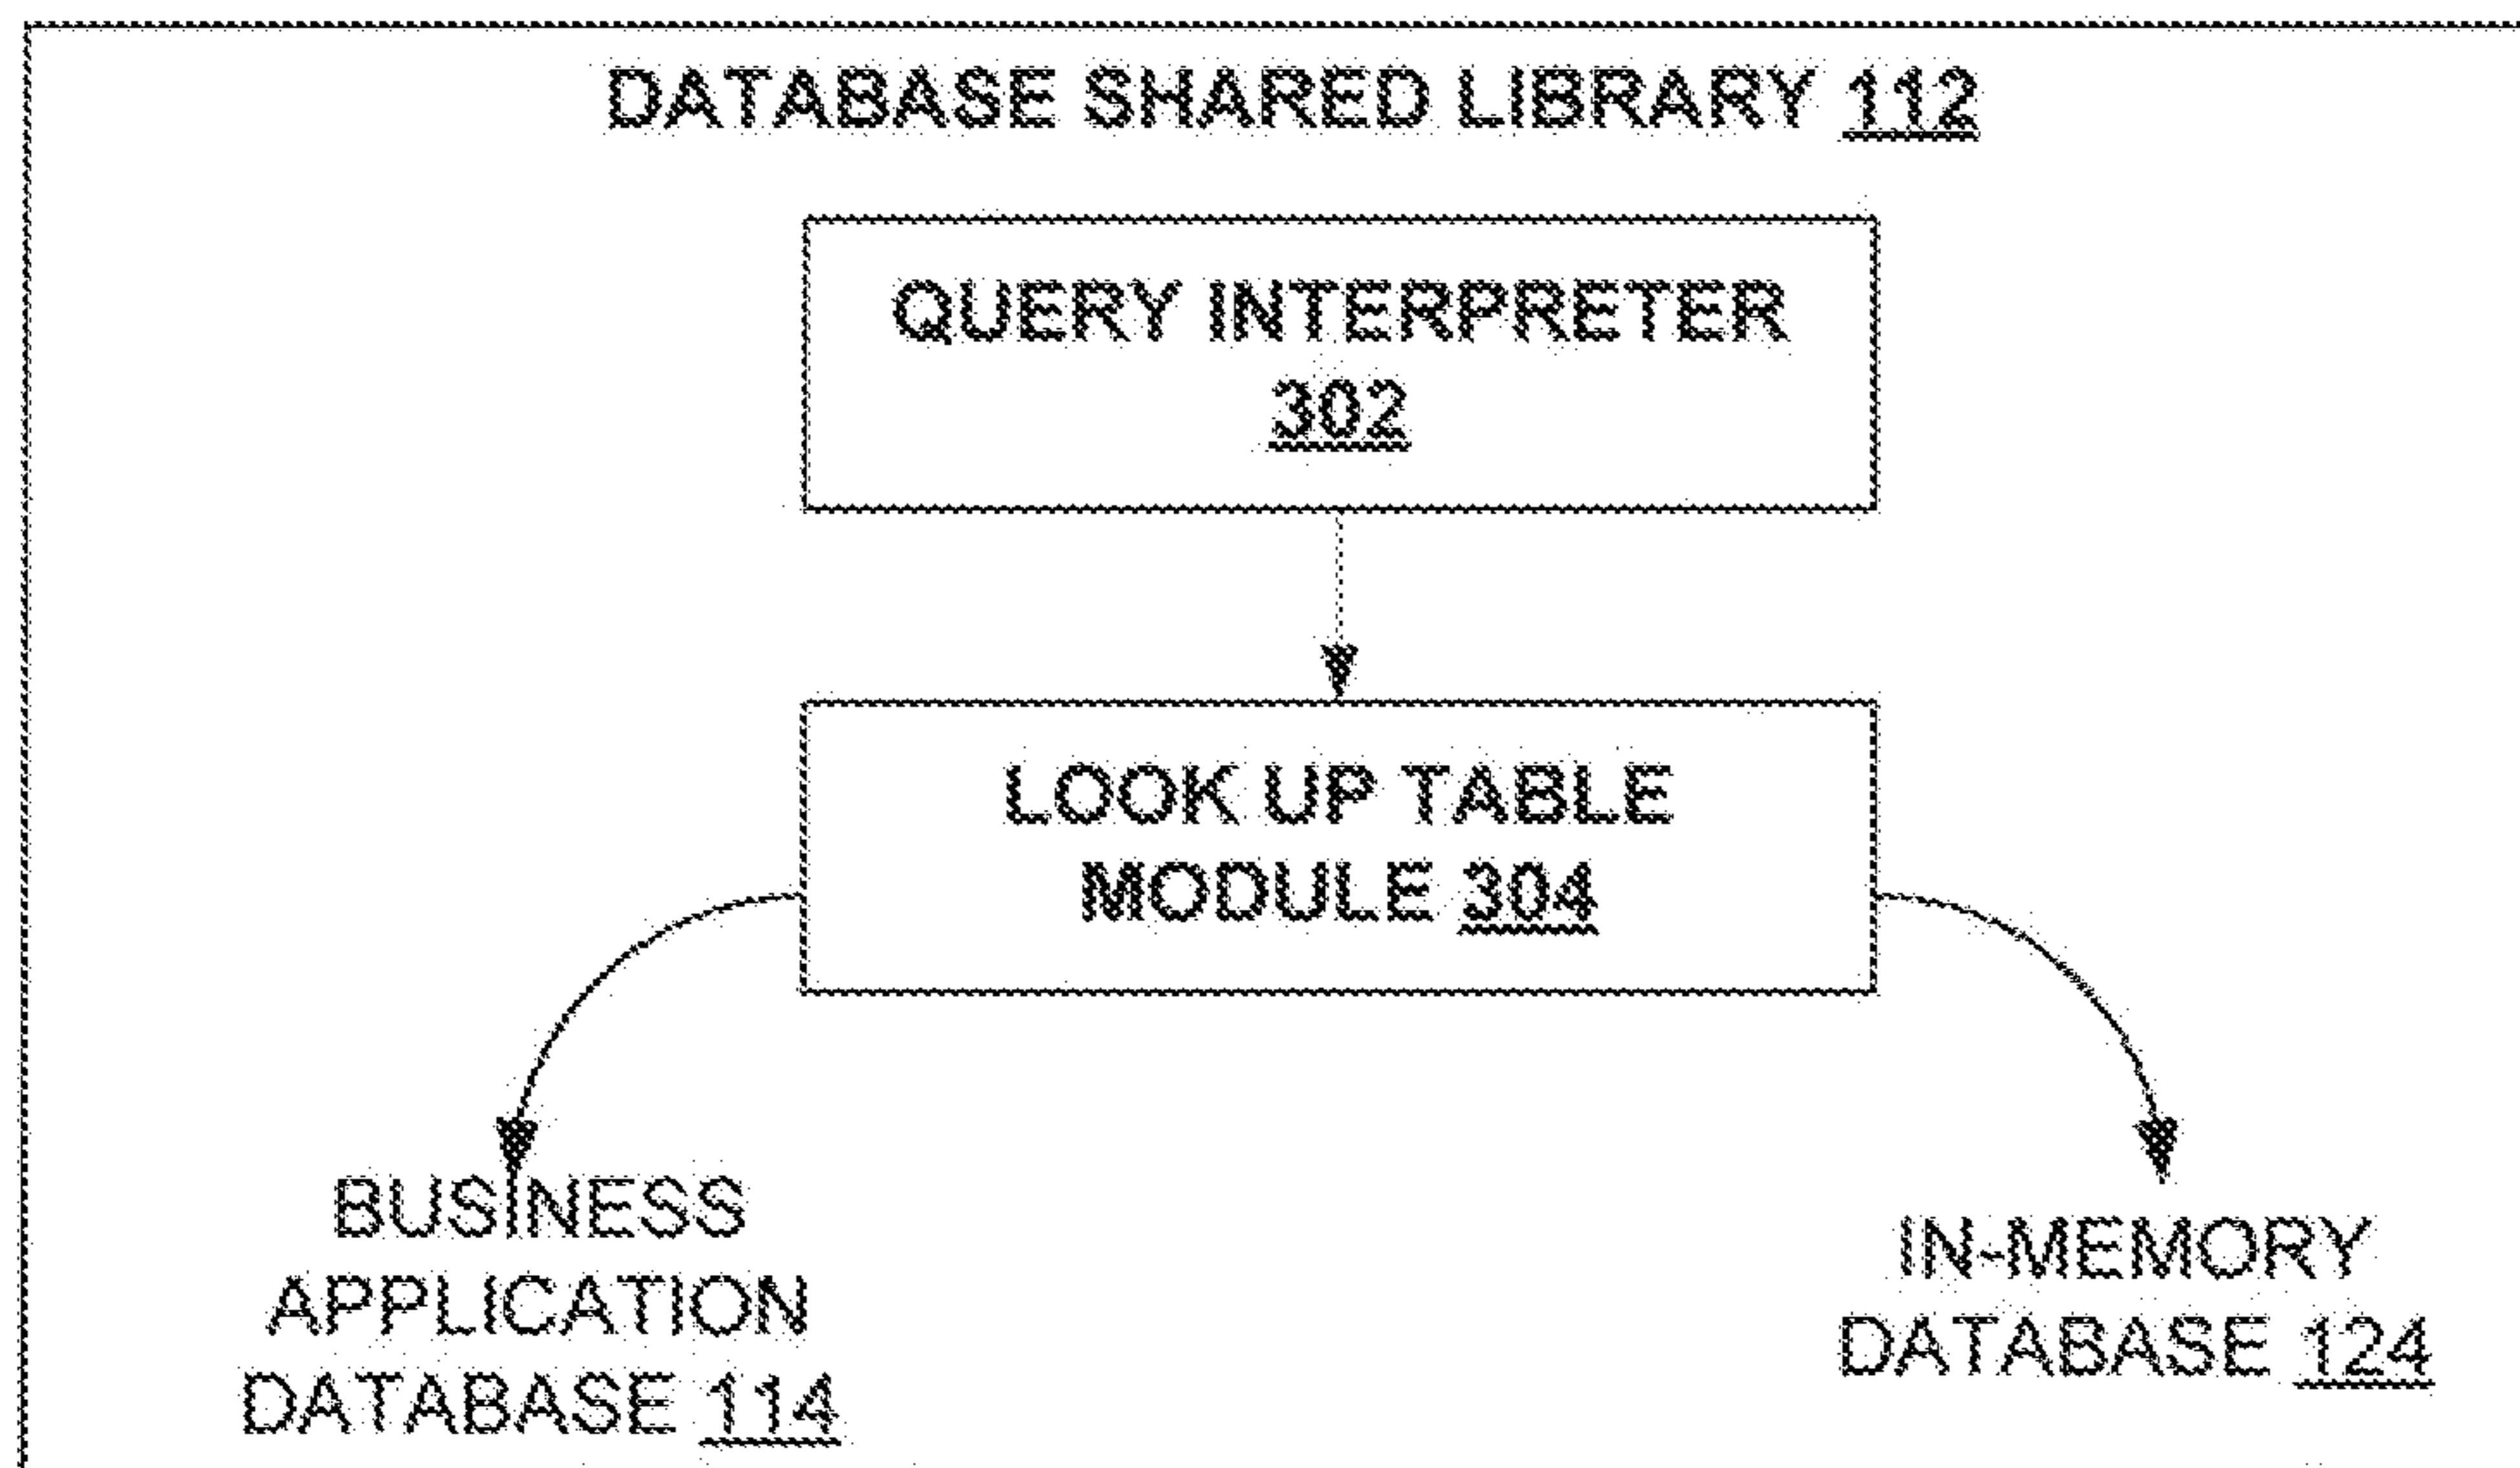 DATABASE SHARED LIBRARY 112
QUERY INTERPRETER
302
LOOK UP TABLE
MODULE 304
BUSINESS
APPLICATION
DATABASE 114
IN-MEMORY
DATABASE 124